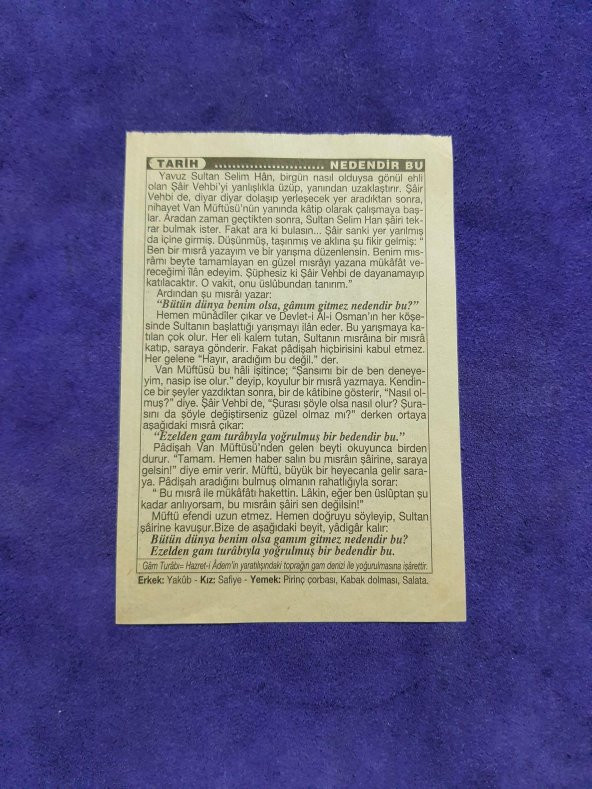 TARİH ........................ NEDENDİR BU
Yavuz Sultan Selim Hân, birgün nasıl olduysa gönül ehli
olan Şâir Vehbi'yi yanlışlıkla üzüp, yanından uzaklaştırır. Şâir
Vehbi de, diyar diyar dolaşıp yerleşecek yer aradıktan sonra,
nihayet Van Müftüsü'nün yanında kâtip olarak çalışmaya baş-
lar. Aradan zaman geçtikten sonra, Sultan Selim Han şâiri tek-
rar bulmak ister. Fakat ara ki bulasın... Şâir sanki yer yarılmış
da içine girmiş. Düşünmüş, taşınmış ve aklına şu fikir gelmiş: "
Ben bir mısrâ yazayım ve bir yarışma düzenlensin. Benim mıs-
râmı beyte tamamlayan en güzel mısrâyı yazana mükâfât ve-
receğimi ilân edeyim. Şüphesiz ki Şâir Vehbi de dayanamayıp
katılacaktır. O vakit, onu üslûbundan tanırım."
Ardından şu mısrâı yazar:
"Bütün dünya benim olsa, gâmım gitmez nedendir bu?"
Hemen münâdiler çıkar ve Devlet-i Âl-i Osman'ın her köşe-
sinde Sultanın başlattığı yarışmayı ilân eder. Bu yarışmaya ka-
tılan çok olur. Her eli kalem tutan, Sultanın mısrâına bir mısrâ
katıp, saraya gönderir. Fakat pâdişah hiçbirisini kabul etmez.
Her gelene "Hayır, aradığım bu değil." der.
Van Müftüsü bu hâli işitince; "Şansımı bir de ben deneye-
yim, nasip ise olur." deyip, koyulur bir mısrâ yazmaya. Kendin-
ce bir şeyler yazdıktan sonra, bir de kâtibine gösterir, "Nasıl ol-
muş?" diye. Şâir Vehbi de, "Şurası şöyle olsa nasıl olur? Şura-
sını da şöyle değiştirseniz güzel olmaz mı?" derken ortaya
aşağıdaki mısrâ çıkar:
"Ezelden gam turâbıyla yoğrulmuş bir bedendir bu."
Pâdişah Van Müftüsü'nden gelen beyti okuyunca birden
durur. "Tamam. Hemen haber salın bu mısrâin şâirine, saraya
gelsin!" diye emir verir. Müftü, büyük bir heyecanla gelir sara-
ya. Pâdişah aradığını bulmuş olmanın rahatlığıyla sorar:
" Bu mısrâ ile mükâfâtı hakettin. Lâkin, eğer ben üslüptan şu
kadar anlıyorsam, bu mısrâin şâiri sen değilsin!"
Müftü efendi uzun etmez. Hemen doğruyu söyleyip, Sultan
şâirine kavuşur.Bize de aşağıdaki beyit, yâdigâr kalır:
Bütün dünya benim olsa gamım gitmez nedendir bu?
Ezelden gam turâbıyla yoğrulmuş bir bedendir bu.
Gâm Turâbı= Hazret-i Âdem'in yaratılışındaki toprağın gam denizi ile yoğurulmasına işârettir.
Erkek: Yakûb - Kız: Safiye - Yemek: Pirinç çorbası, Kabak dolması, Salata.